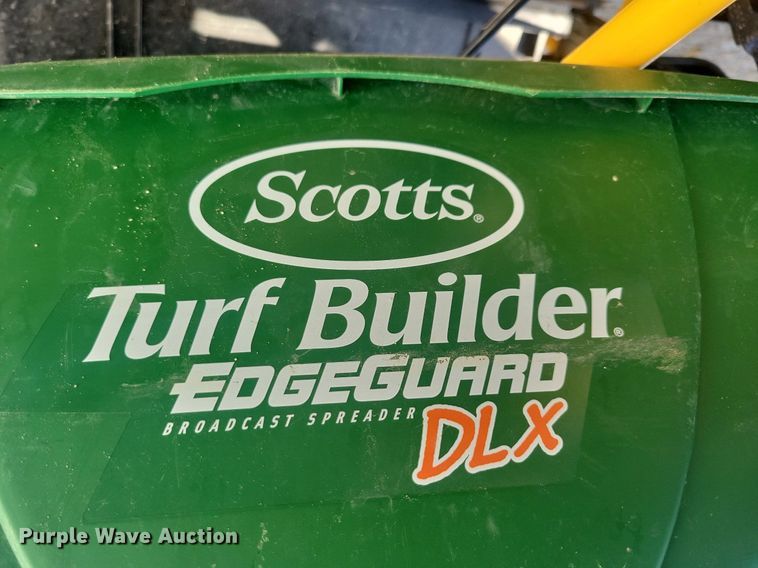 Scotts®
Turf Builder®
EDGEGUARD
BROADCAST SPREADER
DLX
Purple Wave Auction